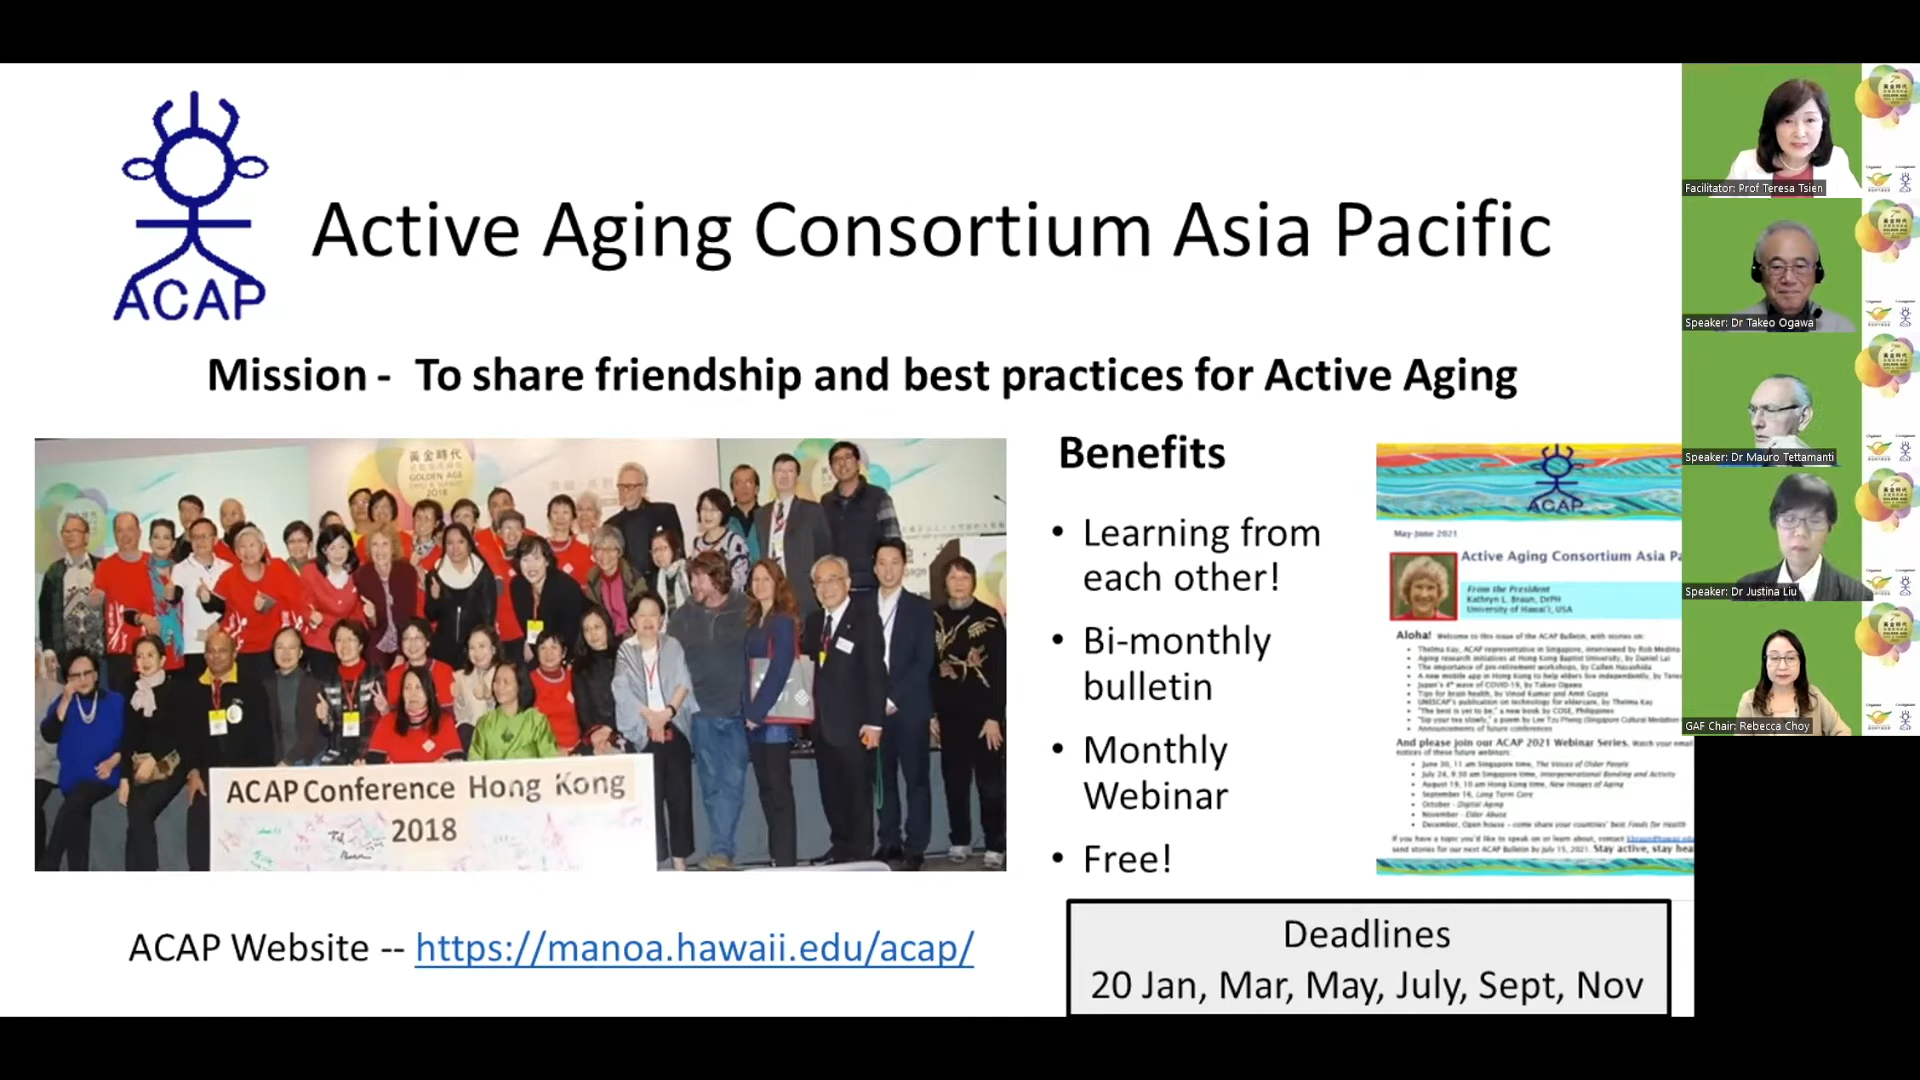 ACAP
Active Aging Consortium Asia Pacific
Mission - To share friendship and best practices for Active Aging
黃金時代
GOLDEN AGE
2018
ACAP Conference Hong Kong
2018
Benefits
• Learning from
each other!
• Bi-monthly
bulletin
• Monthly
Webinar
• Free!
ACAP
May-June 2021
Active Aging Consortium Asia Pa
From the President
Kathryn L. Braun, DrPH
University of Hawai'i, USA
Aloha! Welcome to this issue of the ACAP Bulletin, with stories on:
• Thelma Kay, ACAP representative in Singapore, interviewed by Rob Medina
• Aging research initiatives at Hong Kong Baptist University, by Daniel Lai
• The importance of pre-retirement workshops, by Cullen Hayashida
• A new mobile app in Hong Kong to help elders live independently, by Tere
• Japan's 4th wave of COVID-19, by Takeo Ogawa
• Tips for brain health, by Vinod Kumar and Amit Gupta
• UNESCAP's publication on technology for eldercare, by Thelma Kay
• "The best is yet to be," a new book by COSE, Philippines
• "Sip your tea slowly," a poem by Lee Tzu Pheng (Singapore Cultural Medallion
• Announcements of future conferences
And please join our ACAP 2021 Webinar Series. Watch your email
notices of these future webinars
• June 30, 11 am Singapore time, The Voices of Older People
• July 24, 9:30 am Singapore time, Intergenerational Bonding and Activity
• August 19, 10 am Hong Kong time, New Images of Aging
• September 16, Long Term Care
• October - Digital Aging
• November - Elder Abuse
• December, Open house - come share your countries' best Foods for Health
If you have a topic you'd like to speak on or learn about, contact
send stories for our next ACAP Bulletin by July 15, 2021. Stay active, stay hea
ACAP Website -- https://manoa.hawaii.edu/acap/
Deadlines
20 Jan, Mar, May, July, Sept, Nov
Facilitator: Prof Teresa Tsien
Speaker: Dr Takeo Ogawa
Speaker: Dr Mauro Tettamanti
Speaker: Dr Justina Liu
GAF Chair: Rebecca Choy